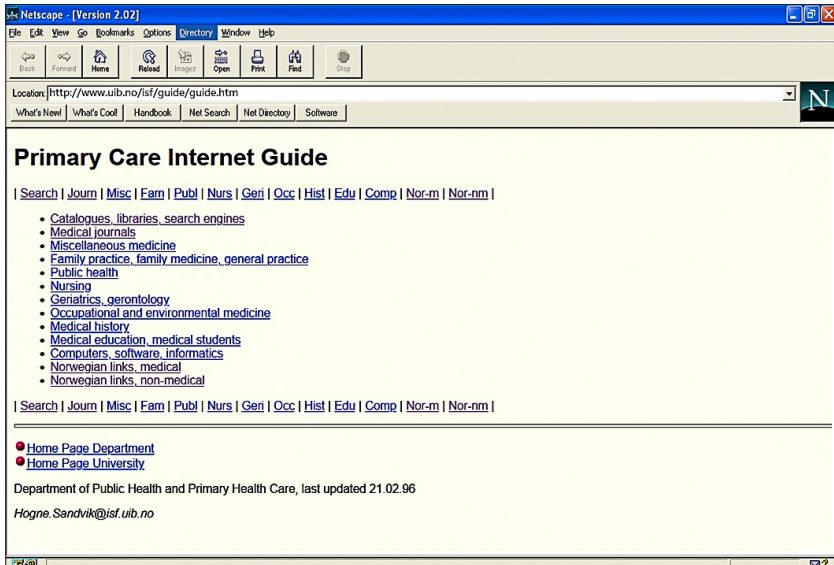 Netscape - [Version 2.02]
File Edit View Go Bookmarks Options Directory Window Help
Back Forward Home Reload Images Open Print Find Stop
Location: http://www.uib.no/isf/guide/guide.htm
N
What's New! What's Cool! Handbook Net Search Net Directory Software
Primary Care Internet Guide
| Search | Journ | Misc | Fam | Publ | Nurs | Geri | Occ | Hist | Edu | Comp | Nor-m | Nor-nm |
• Catalogues, libraries, search engines
• Medical journals
• Miscellaneous medicine
• Family practice, family medicine, general practice
• Public health
• Nursing
• Geriatrics, gerontology
• Occupational and environmental medicine
• Medical history
• Medical education, medical students
• Computers, software, informatics
• Norwegian links, medical
• Norwegian links, non-medical
| Search | Journ | Misc | Fam | Publ | Nurs | Geri | Occ | Hist | Edu | Comp | Nor-m | Nor-nm |
Home Page Department
Home Page University
Department of Public Health and Primary Health Care, last updated 21.02.96
Hogne.Sandvik@isf.uib.no